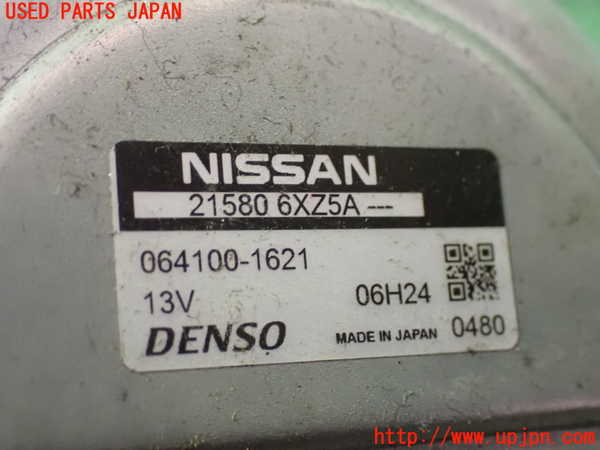 USED PARTS JAPAN
NISSAN
21580 6XZ5A ---
064100-1621
13V
06H24
DENSO
MADE IN JAPAN
0480
Jikou
http://www.upjpn.com